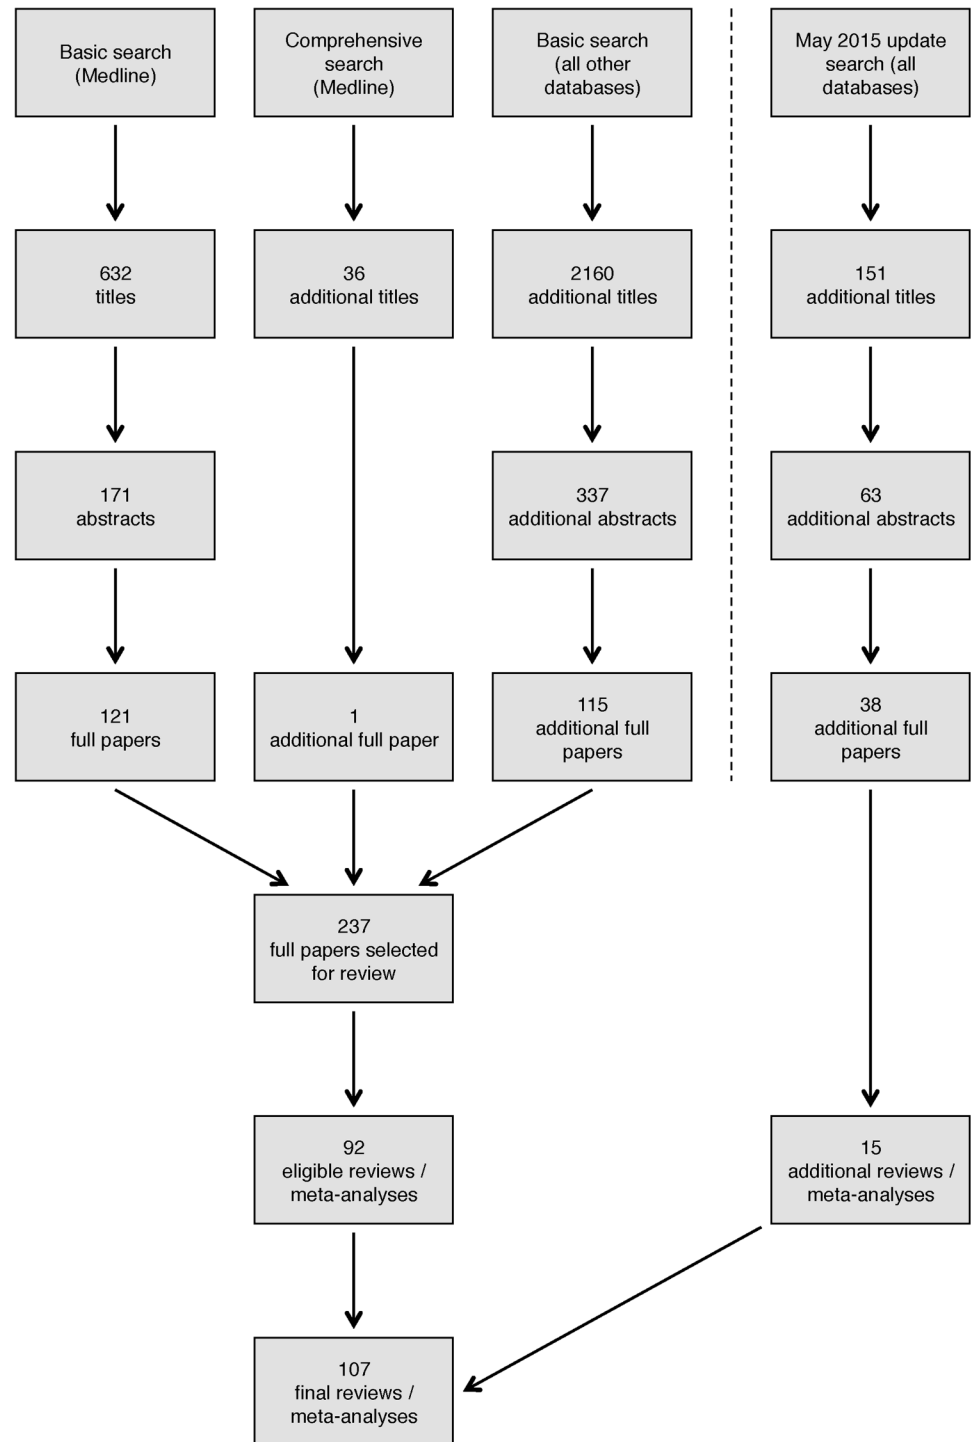 Basic search
(Medline)
Comprehensive
search
(Medline)
Basic search
(all other
databases)
May 2015 update
search (all
databases)
632
titles
36
additional titles
2160
additional titles
151
additional titles
171
abstracts
337
additional abstracts
63
additional abstracts
121
full papers
1
additional full paper
115
additional full
papers
38
additional full
papers
237
full papers selected
for review
92
eligible reviews /
meta-analyses
15
additional reviews /
meta-analyses
107
final reviews /
meta-analyses